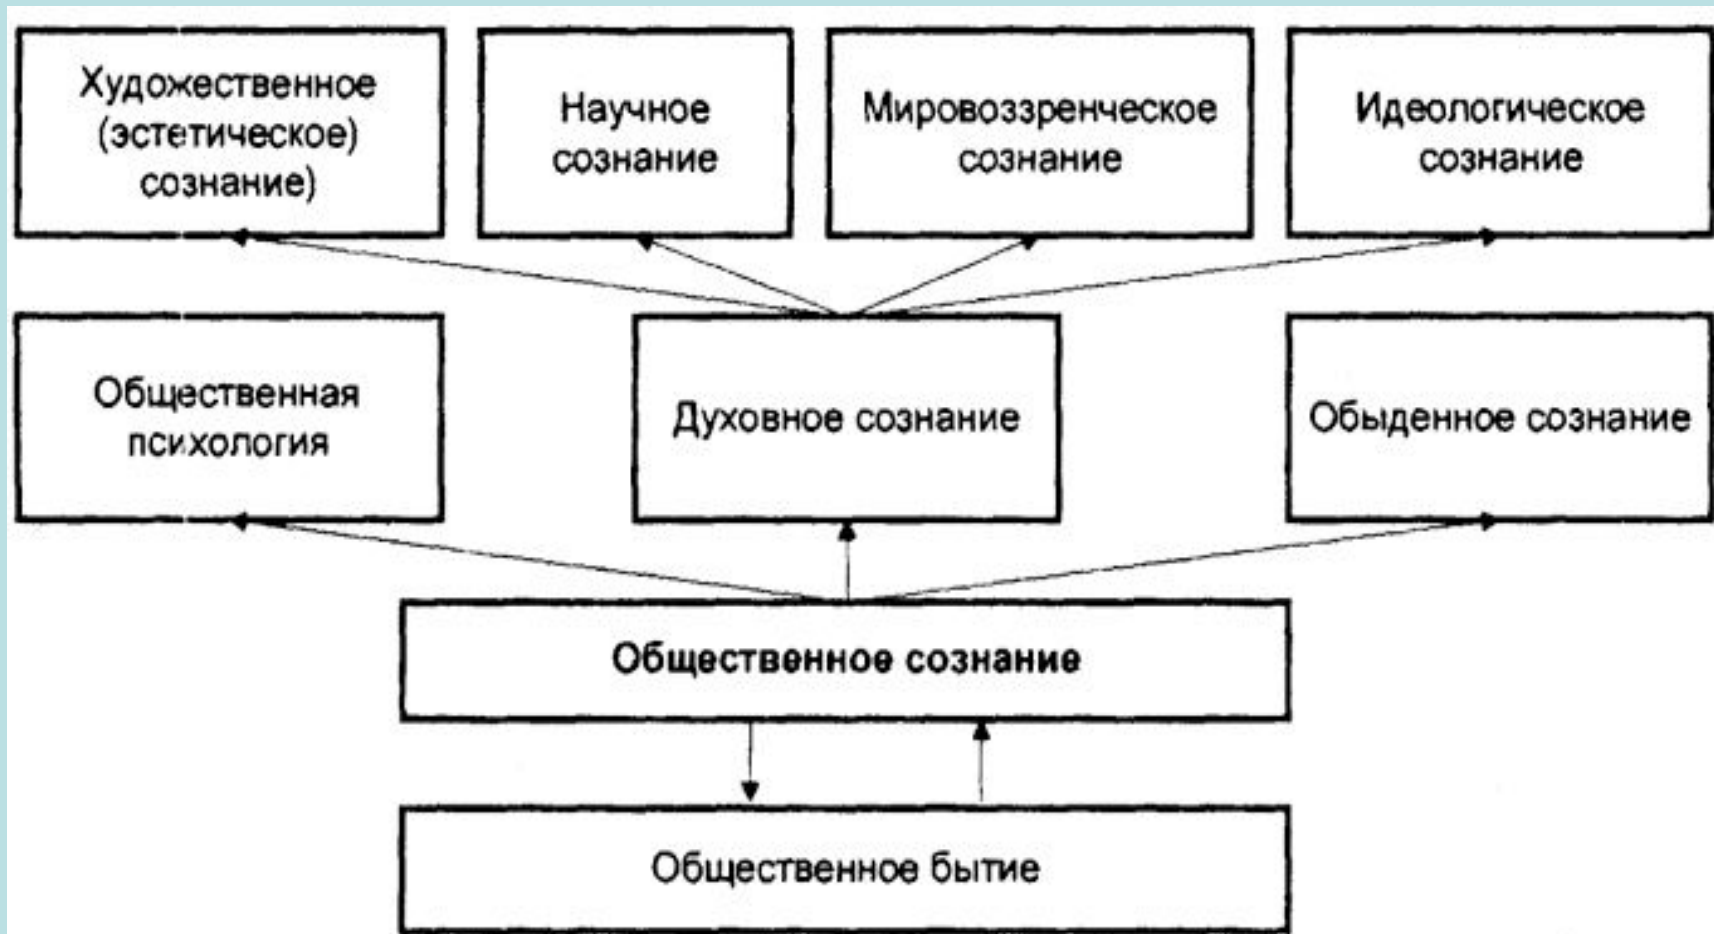 Художественное
(эстетическое)
сознание)
Научное
сознание
Мировоззренческое
сознание
Идеологическое
сознание
Общественная
психология
Духовное сознание
Обыденное сознание
Общественное сознание
Общественное бытие